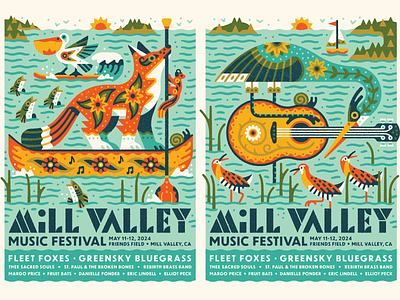 MiLL VALLEY
MUSIC FESTIVAL MAY 11-12, 2024
FRIENDS FIELD • MILL VALLEY, CA
FLEET FOXES • GREENSKY BLUEGRASS
THEE SACRED SOULS • ST. PAUL & THE BROKEN BONES • REBIRTH BRASS BAND
MARGO PRICE • FRUIT BATS • DANIELLE PONDER • ERIC LINDELL • ELLIOT PECK
MiLL VALLEY
MUSIC FESTIVAL MAY 11-12, 2024
FRIENDS FIELD • MILL VALLEY, CA
FLEET FOXES • GREENSKY BLUEGRASS
THEE SACRED SOULS • ST. PAUL & THE BROKEN BONES • REBIRTH BRASS BAND
MARGO PRICE • FRUIT BATS • DANIELLE PONDER • ERIC LINDELL • ELLIOT PECK